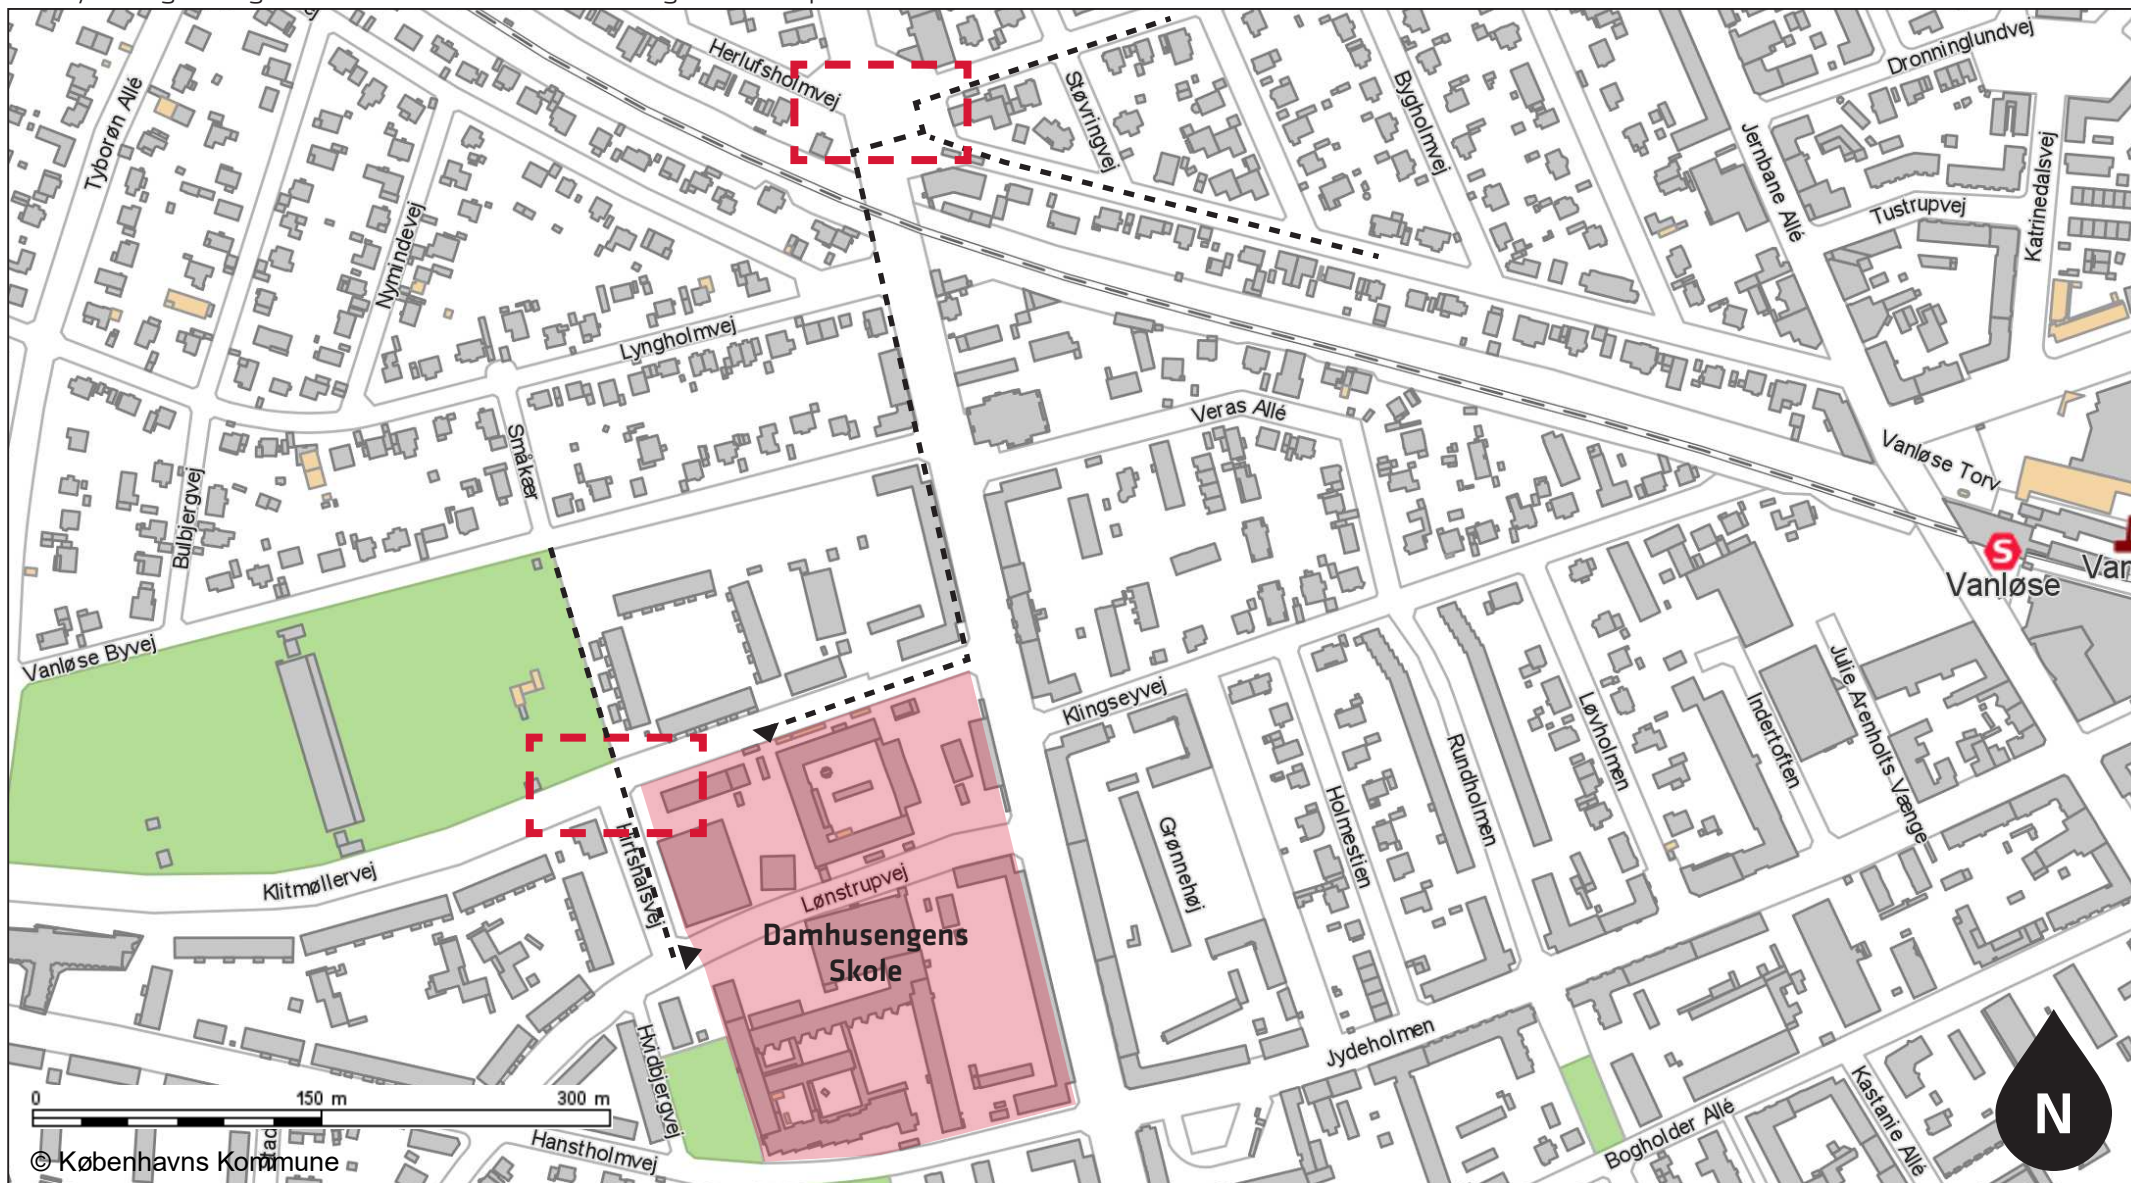 Herlufsholmvej
Dronninglundvej
Tyborøn Allé
Støvringvej
Bygholmvej
Jernbane Allé
Katrinedalsvej
Tustrupvej
Nymindevej
Lyngholmvej
Veras Allé
Småkær
Bulbjergvej
Vanløse Torv
S
Vanløse
Van
Vanløse Byvej
Klingseyvej
Løvholmen
Indertoften
Julie Arenholts Vænge
Rundholmen
Holmestien
Grønnehøj
Klitmøllervej
Hirtshalsvej
Lønstrupvej
Damhusengens
Skole
Jydeholmen
Hvidbjergvej
Kastanie Allé
Bogholder Allé
Hanstholmvej
0 150 m 300 m
© Københavns Kommune
N